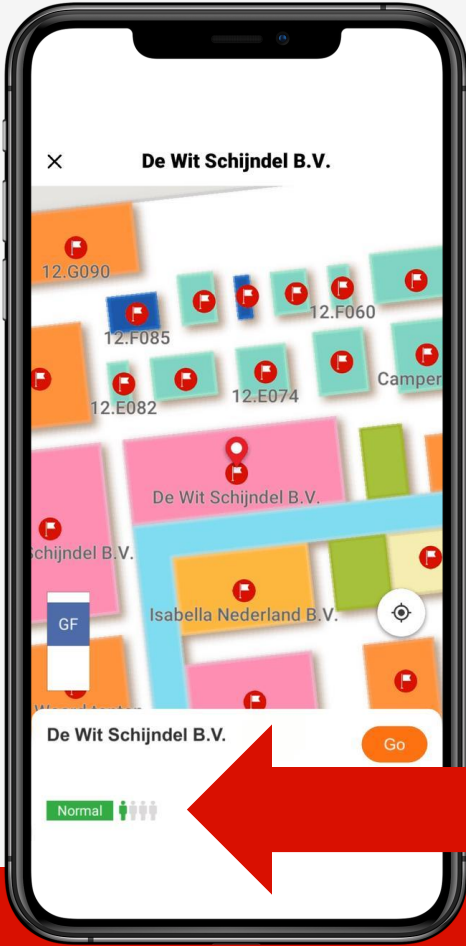 De Wit Schijndel B.V.
12.G090
12.F060
12.F085
Camper
12.E074
12.E082
De Wit Schijndel B.V.
chijndel B.V.
Isabella Nederland B.V.
GF
De Wit Schijndel B.V.
Go
Normal